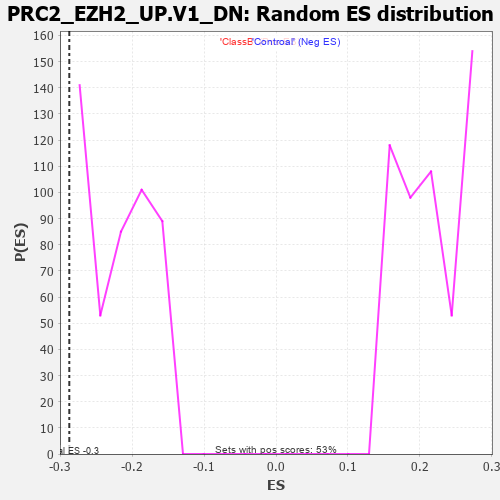 PRC2_EZH2_UP.V1_DN: Random ES distribution
'Contraol' (Neg ES)
160
150
140
130
120
110
100
90
80
70
60
50
40
30
20
10
0
P(ES)
al ES -0.3
Sets with pos scores: 53%
-0.3 -0.2 -0.1 0.0 0.1 0.2 0.3
ES